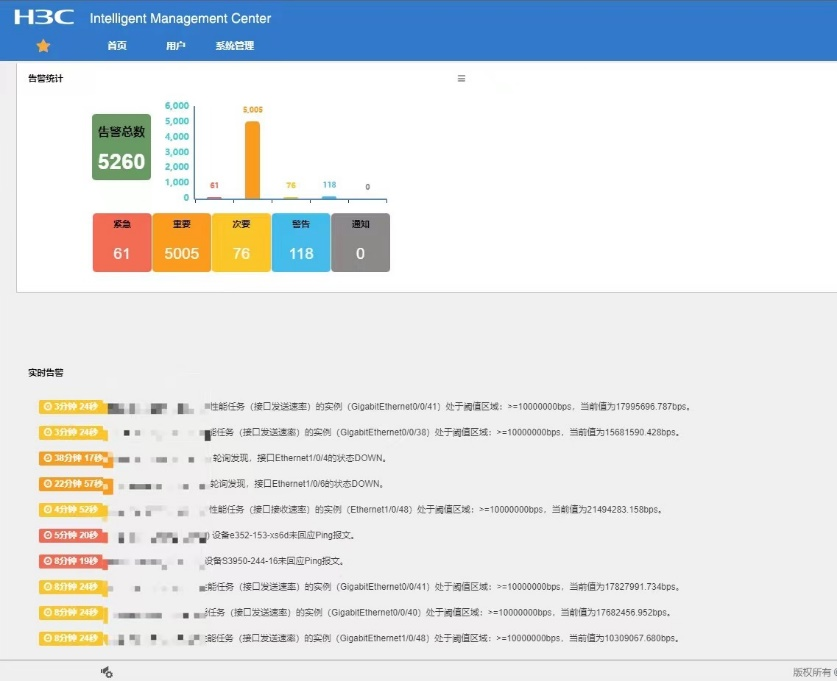 H3C Intelligent Management Center
首页 用户 系统管理
告警统计
告警总数
5260
6,000
5,000
4,000
3,000
2,000
1,000
0
61
5,005
76
118
0
紧急 重要 次要 警告 通知
61 5005 76 118 0
实时告警
3分钟 24秒 性能任务（接口发送速率）的实例（GigabitEthernet0/0/41）处于阈值区域：>=10000000bps，当前值为17995696.787bps。
3分钟 24秒 能任务（接口发送速率）的实例（GigabitEthernet0/0/38）处于阈值区域：>=10000000bps，当前值为15681590.428bps。
38分钟 17秒 轮询发现，接口Ethernet1/0/4的状态DOWN。
22分钟 57秒 轮询发现，接口Ethernet1/0/6的状态DOWN。
4分钟 52秒 性能任务（接口接收速率）的实例（Ethernet1/0/48）处于阈值区域：>=10000000bps，当前值为21494283.158bps。
5分钟 20秒 设备e352-153-xs6d未回应Ping报文。
8分钟 19秒 设备S3950-244-16未回应Ping报文。
8分钟 24秒 能任务（接口发送速率）的实例（GigabitEthernet0/0/41）处于阈值区域：>=10000000bps，当前值为17827991.734bps。
8分钟 24秒 任务（接口发送速率）的实例（GigabitEthernet0/0/40）处于阈值区域：>=10000000bps，当前值为17682456.952bps。
8分钟 24秒 能任务（接口发送速率）的实例（GigabitEthernet1/0/48）处于阈值区域：>=10000000bps，当前值为10309067.680bps。
版权所有